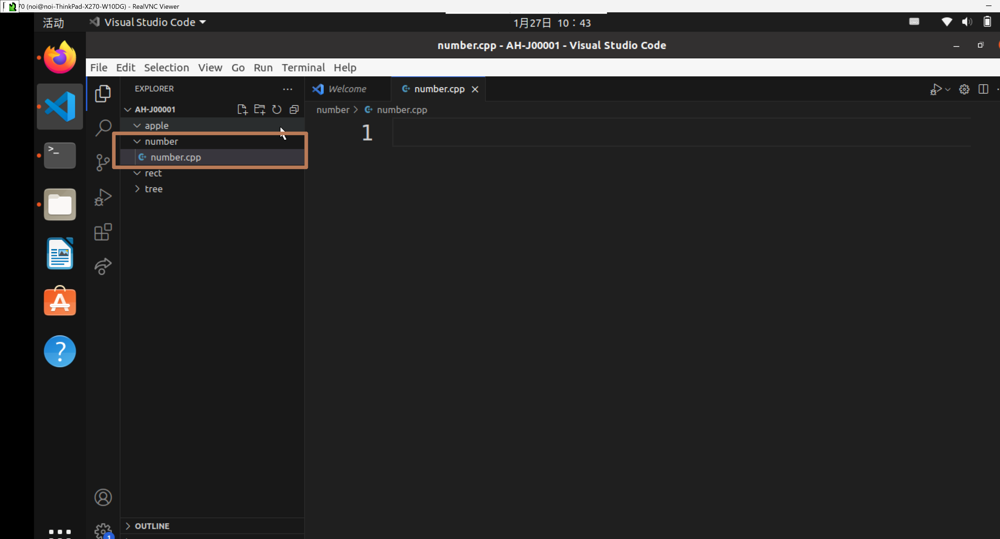 70 (noi@noi-ThinkPad-X270-W10DG) - RealVNC Viewer
活动
Visual Studio Code
1月27日 10：43
number.cpp - AH-J00001 - Visual Studio Code
File Edit Selection View Go Run Terminal Help
EXPLORER
Welcome
number.cpp
AH-J00001
number > number.cpp
apple
1
number
number.cpp
rect
tree
OUTLINE
1